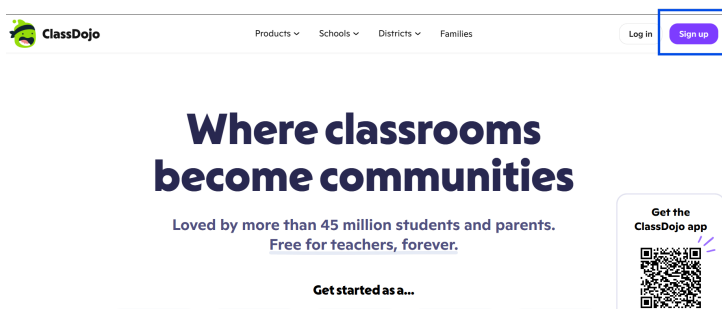 ClassDojo
Products Schools Districts Families
Log in
Sign up
Where classrooms
become communities
Loved by more than 45 million students and parents.
Free for teachers, forever.
Get started as a...
Get the
ClassDojo app